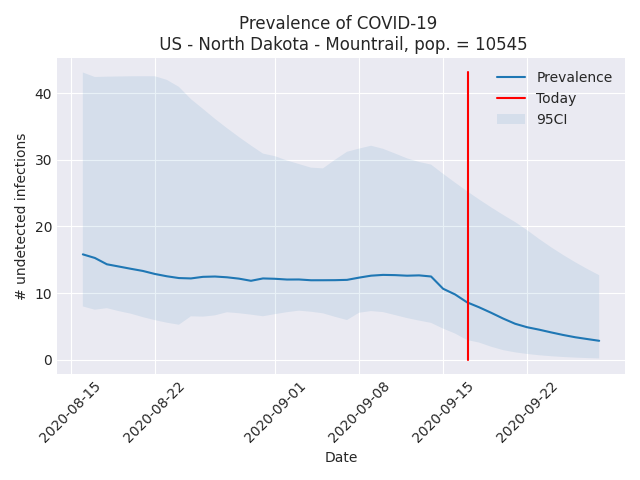 Prevalence of COVID-19
US - North Dakota - Mountrail, pop. = 10545
Prevalence
Today
95CI
# undetected infections
40
30
20
10
0
2020-08-15
2020-08-22
2020-09-01
2020-09-08
2020-09-15
2020-09-22
Date